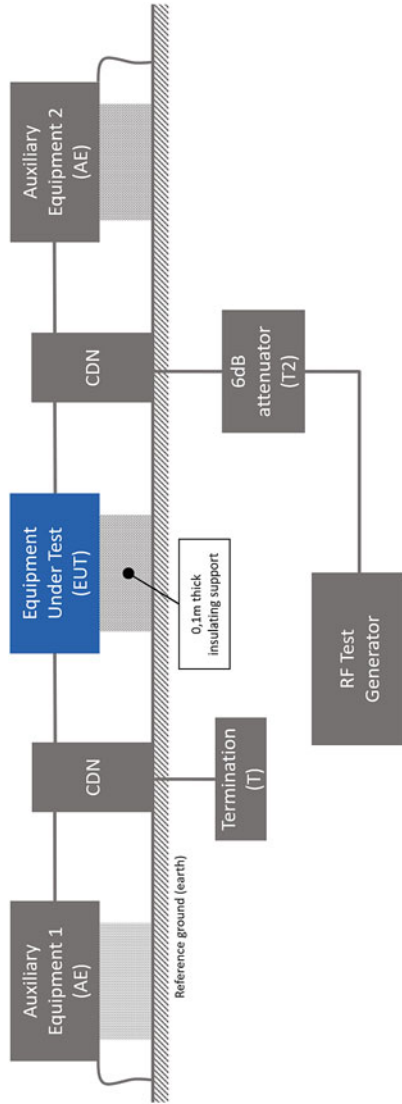 Auxiliary
Equipment 1
(AE)
CDN
Equipment
Under Test
(EUT)
CDN
Auxiliary
Equipment 2
(AE)
Reference ground (earth)
Termination
(T)
0,1m thick
insulating support
6dB
attenuator
(T2)
RF Test
Generator